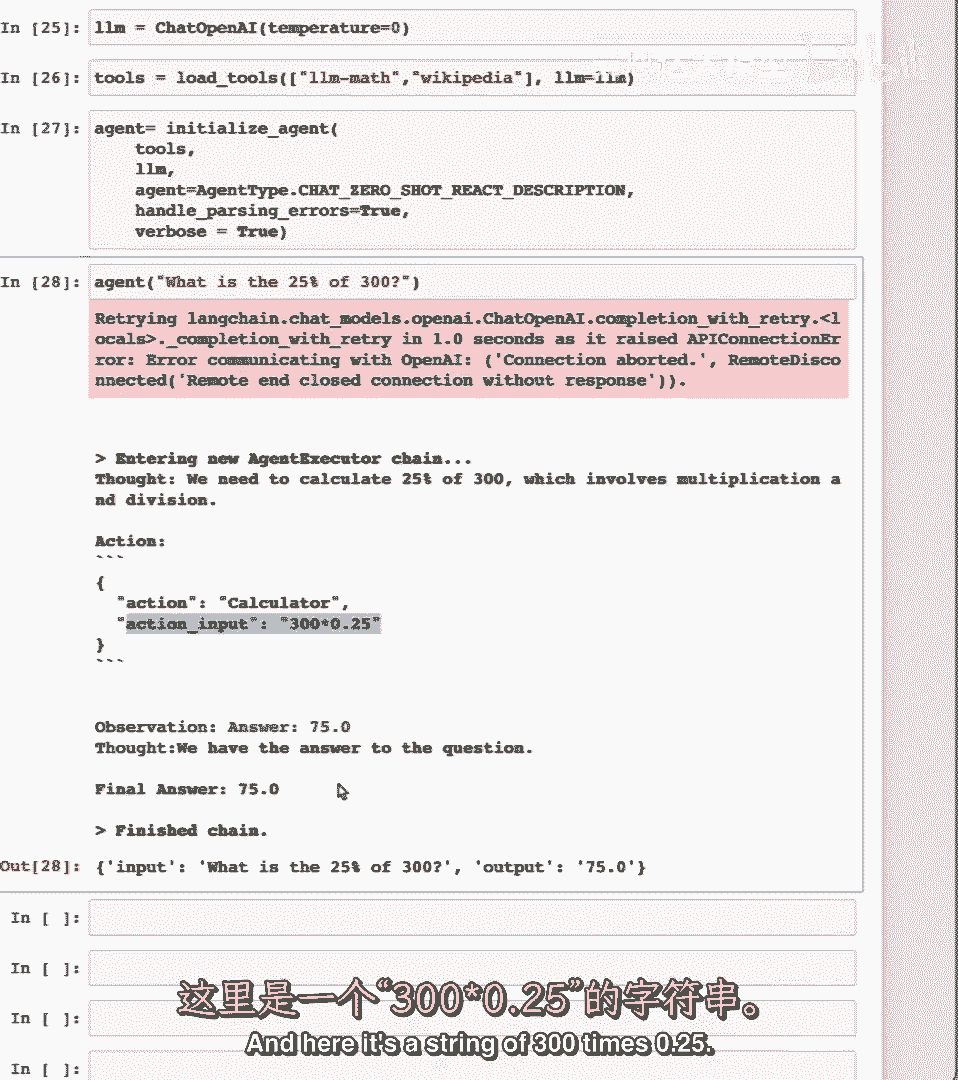 In [25]: llm = ChatOpenAI(temperature=0)
In [26]: tools = load_tools(["llm-math","wikipedia"], llm=llm)
In [27]: agent= initialize_agent(
tools,
llm,
agent=AgentType.CHAT_ZERO_SHOT_REACT_DESCRIPTION,
handle_parsing_errors=True,
verbose = True)
In [28]: agent("What is the 25% of 300?")
Retrying langchain.chat_models.openai.ChatOpenAI.completion_with_retry.<l
ocals>._completion_with_retry in 1.0 seconds as it raised APIConnectionEr
ror: Error communicating with OpenAI: ('Connection aborted.', RemoteDisco
nnected('Remote end closed connection without response')).
> Entering new AgentExecutor chain...
Thought: We need to calculate 25% of 300, which involves multiplication a
nd division.
Action:
```
{
"action": "Calculator",
"action_input": "300*0.25"
}
```
Observation: Answer: 75.0
Thought:We have the answer to the question.
Final Answer: 75.0
> Finished chain.
Out[28]: {'input': 'What is the 25% of 300?', 'output': '75.0'}
In [ ]:
In [ ]:
In [ ]:
In [ ]:
这里是一个“300*0.25”的字符串。
And here it's a string of 300 times 0.25.